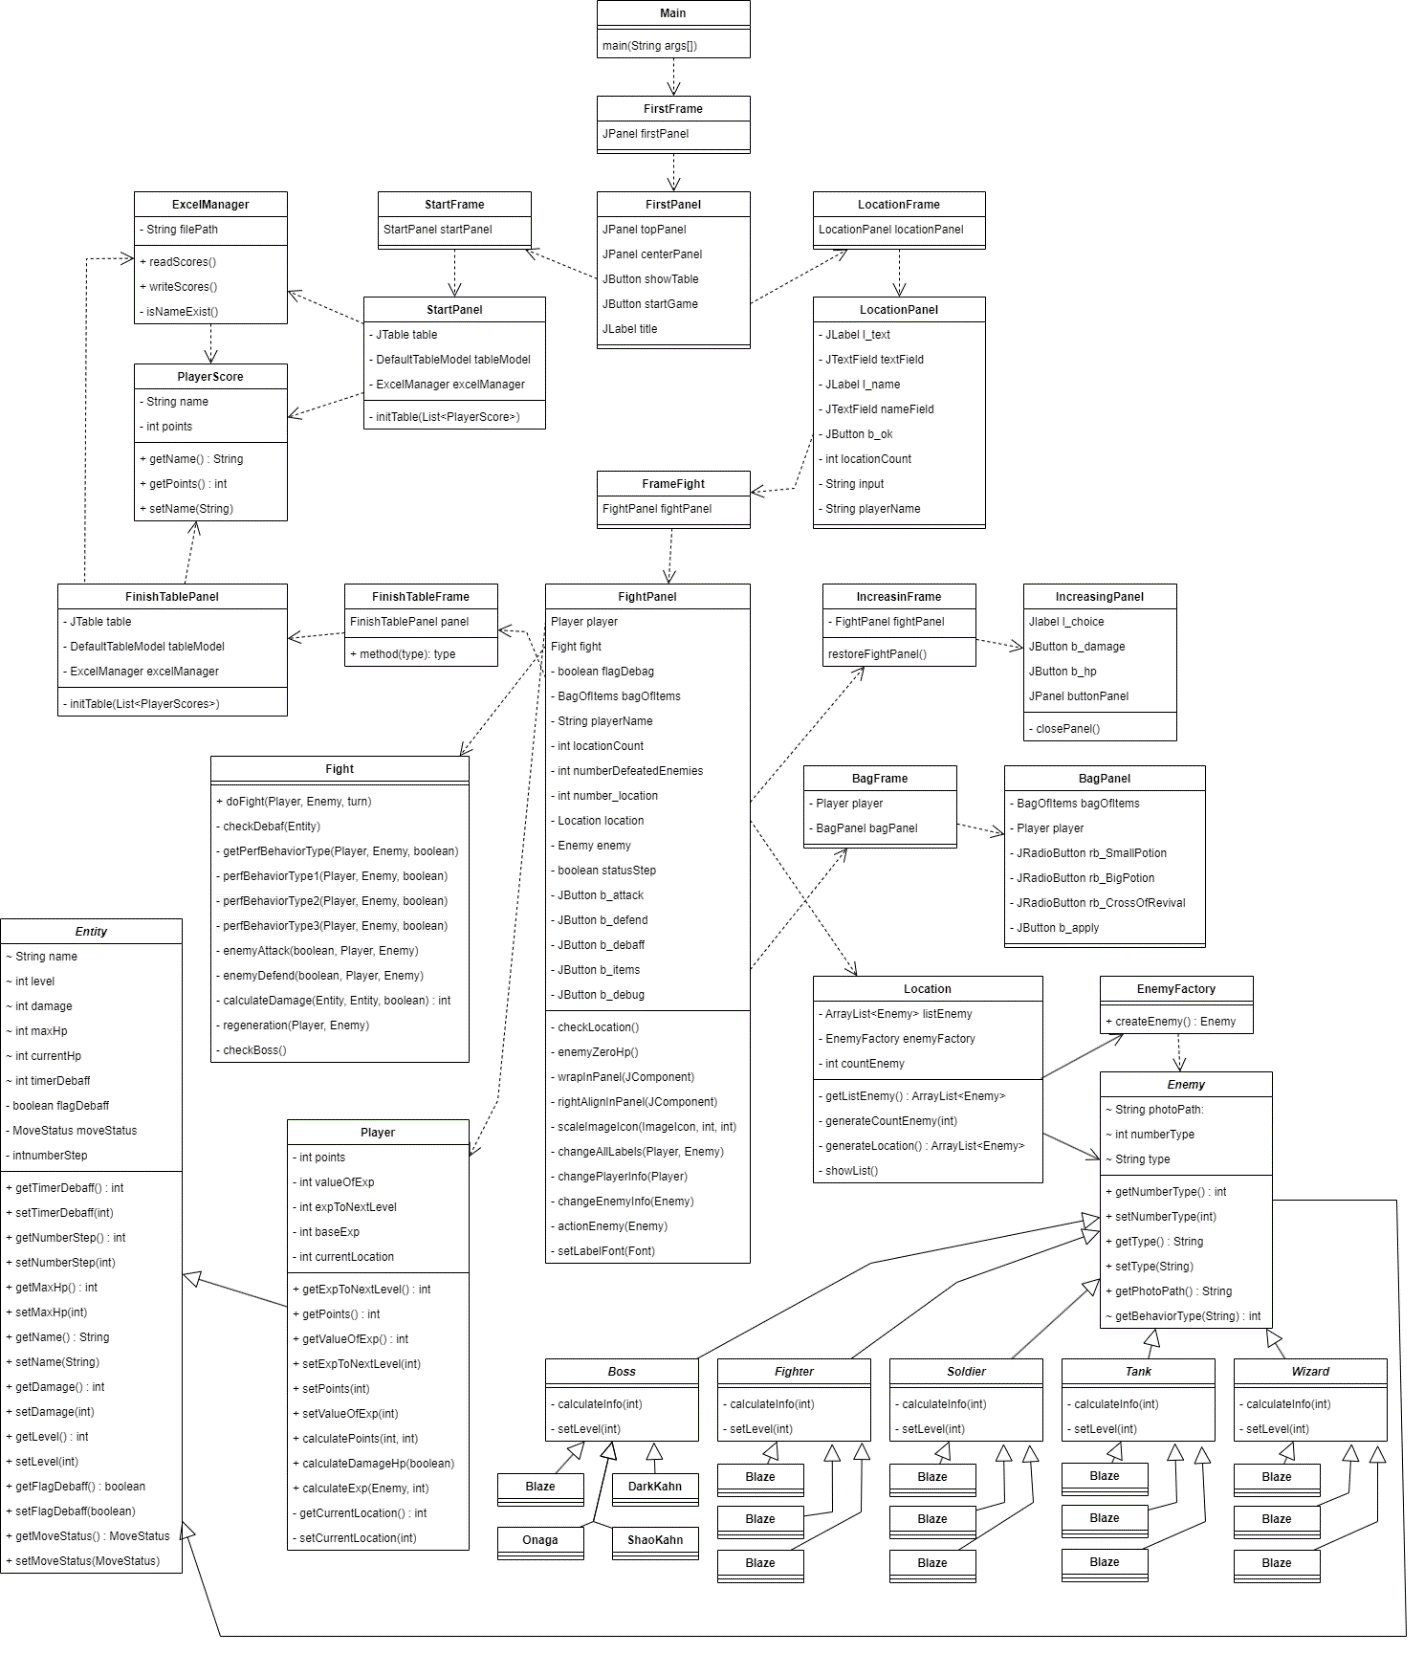 Main
main(String args[])
FirstFrame
JPanel firstPanel
ExcelManager
- String filePath
+ readScores()
+ writeScores()
- isNameExist()
StartFrame
StartPanel startPanel
FirstPanel
JPanel topPanel
JPanel centerPanel
JButton showTable
JButton startGame
JLabel title
LocationFrame
LocationPanel locationPanel
StartPanel
- JTable table
- DefaultTableModel tableModel
- ExcelManager excelManager
- initTable(List<PlayerScore>)
LocationPanel
- JLabel l_text
- JTextField textField
- JLabel l_name
- JTextField nameField
- JButton b_ok
- int locationCount
- String input
- String playerName
PlayerScore
- String name
- int points
+ getName() : String
+ getPoints() : int
+ setName(String)
FrameFight
FightPanel fightPanel
FinishTablePanel
- JTable table
- DefaultTableModel tableModel
- ExcelManager excelManager
- initTable(List<PlayerScores>)
FinishTableFrame
FinishTablePanel panel
+ method(type): type
FightPanel
Player player
Fight fight
- boolean flagDebag
- BagOfItems bagOfItems
- String playerName
- int locationCount
- int numberDefeatedEnemies
- int number_location
- Location location
- Enemy enemy
- boolean statusStep
- JButton b_attack
- JButton b_defend
- JButton b_debaff
- JButton b_items
- JButton b_debug
- checkLocation()
- enemyZeroHp()
- wrapInPanel(JComponent)
- rightAlignInPanel(JComponent)
- scaleImageIcon(ImageIcon, int, int)
- changeAllLabels(Player, Enemy)
- changePlayerInfo(Player)
- changeEnemyInfo(Enemy)
- actionEnemy(Enemy)
- setLabelFont(Font)
IncreasinFrame
- FightPanel fightPanel
restoreFightPanel()
IncreasingPanel
Jlabel l_choice
JButton b_damage
JButton b_hp
JPanel buttonPanel
- closePanel()
Fight
+ doFight(Player, Enemy, turn)
- checkDebaf(Entity)
- getPerfBehaviorType(Player, Enemy, boolean)
- perfBehaviorType1(Player, Enemy, boolean)
- perfBehaviorType2(Player, Enemy, boolean)
- perfBehaviorType3(Player, Enemy, boolean)
- enemyAttack(boolean, Player, Enemy)
- enemyDefend(boolean, Player, Enemy)
- calculateDamage(Entity, Entity, boolean) : int
- regeneration(Player, Enemy)
- checkBoss()
BagFrame
- Player player
- BagPanel bagPanel
BagPanel
- BagOfItems bagOfItems
- Player player
- JRadioButton rb_SmallPotion
- JRadioButton rb_BigPotion
- JRadioButton rb_CrossOfRevival
- JButton b_apply
Entity
~ String name
~ int level
~ int damage
~ int maxHp
~ int currentHp
~ int timerDebaff
- boolean flagDebaff
- MoveStatus moveStatus
- intnumberStep
+ getTimerDebaff() : int
+ setTimerDebaff(int)
+ getNumberStep() : int
+ setNumberStep(int)
+ getMaxHp() : int
+ setMaxHp(int)
+ getName() : String
+ setName(String)
+ getDamage() : int
+ setDamage(int)
+ getLevel() : int
+ setLevel(int)
+ getFlagDebaff() : boolean
+ setFlagDebaff(boolean)
+ getMoveStatus() : MoveStatus
+ setMoveStatus(MoveStatus)
Player
- int points
- int valueOfExp
- int expToNextLevel
- int baseExp
- int currentLocation
+ getExpToNextLevel() : int
+ getPoints() : int
+ getValueOfExp() : int
+ setExpToNextLevel(int)
+ setPoints(int)
+ setValueOfExp(int)
+ calculatePoints(int, int)
+ calculateDamageHp(boolean)
+ calculateExp(Enemy, int)
- getCurrentLocation() : int
- setCurrentLocation(int)
Location
- ArrayList<Enemy> listEnemy
- EnemyFactory enemyFactory
- int countEnemy
- getListEnemy() : ArrayList<Enemy>
- generateCountEnemy(int)
- generateLocation() : ArrayList<Enemy>
- showList()
EnemyFactory
+ createEnemy() : Enemy
Enemy
~ String photoPath:
~ int numberType
~ String type
+ getNumberType() : int
+ setNumberType(int)
+ getType() : String
+ setType(String)
+ getPhotoPath() : String
~ getBehaviorType(String) : int
Boss
- calculateInfo(int)
- setLevel(int)
Fighter
- calculateInfo(int)
- setLevel(int)
Soldier
- calculateInfo(int)
- setLevel(int)
Tank
- calculateInfo(int)
- setLevel(int)
Wizard
- calculateInfo(int)
- setLevel(int)
Blaze
DarkKahn
Onaga
ShaoKahn
Blaze
Blaze
Blaze
Blaze
Blaze
Blaze
Blaze
Blaze
Blaze
Blaze
Blaze
Blaze